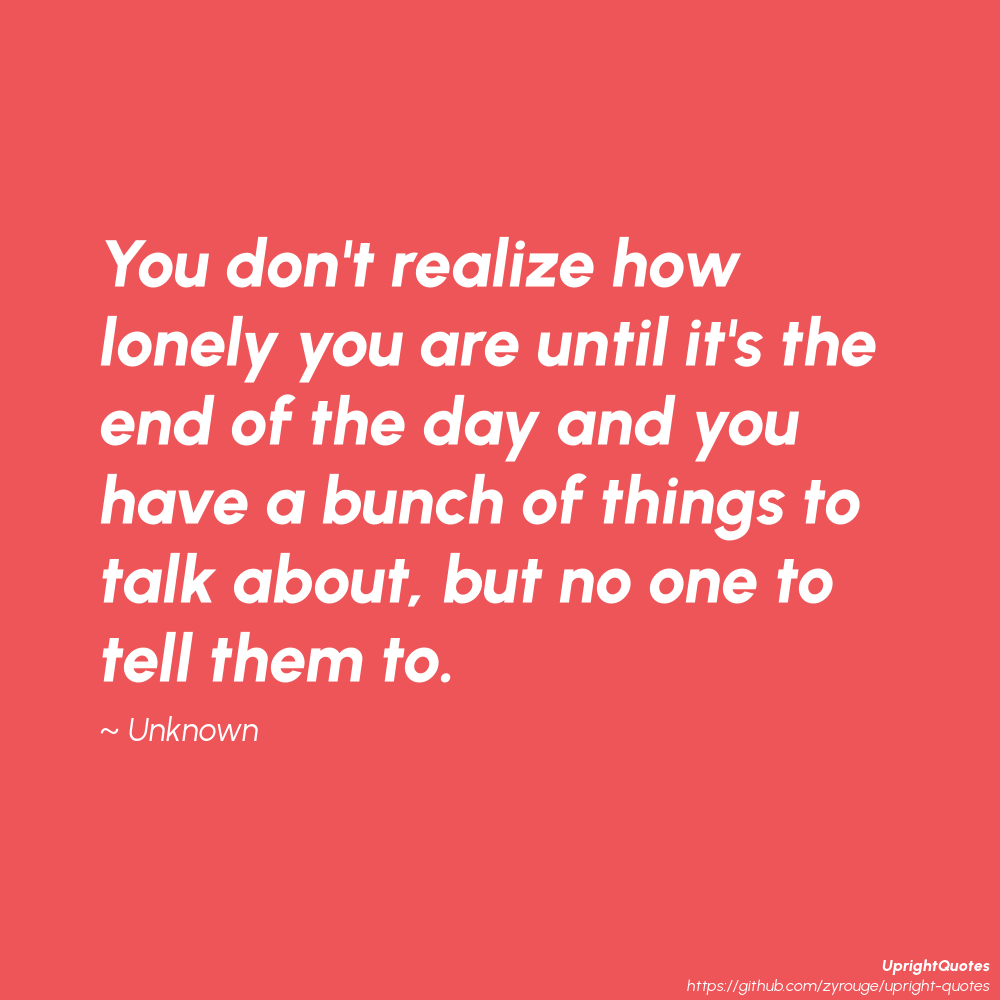 You don't realize how
lonely you are until it's the
end of the day and you
have a bunch of things to
talk about, but no one to
tell them to.
~ Unknown
UprightQuotes
https://github.com/zyrouge/upright-quotes